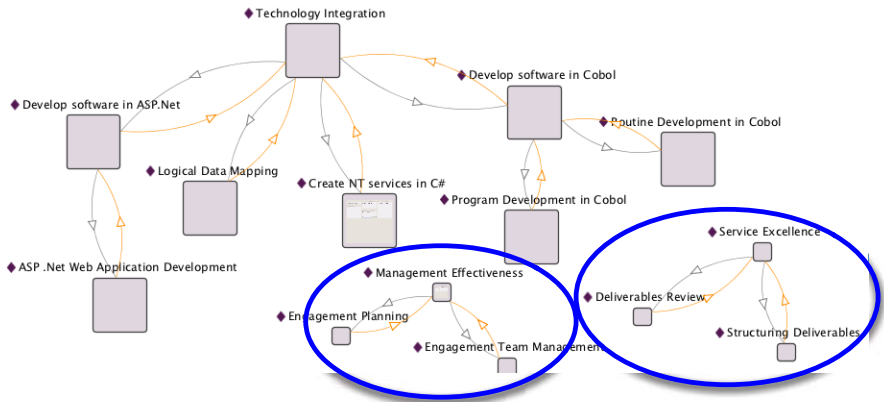 Technology Integration
Develop software in Cobol
Develop software in ASP.Net
Routine Development in Cobol
Logical Data Mapping
Create NT services in C#
Program Development in Cobol
Service Excellence
ASP .Net Web Application Development
Management Effectiveness
Deliverables Review
Engagement Planning
Structuring Deliverables
Engagement Team Management